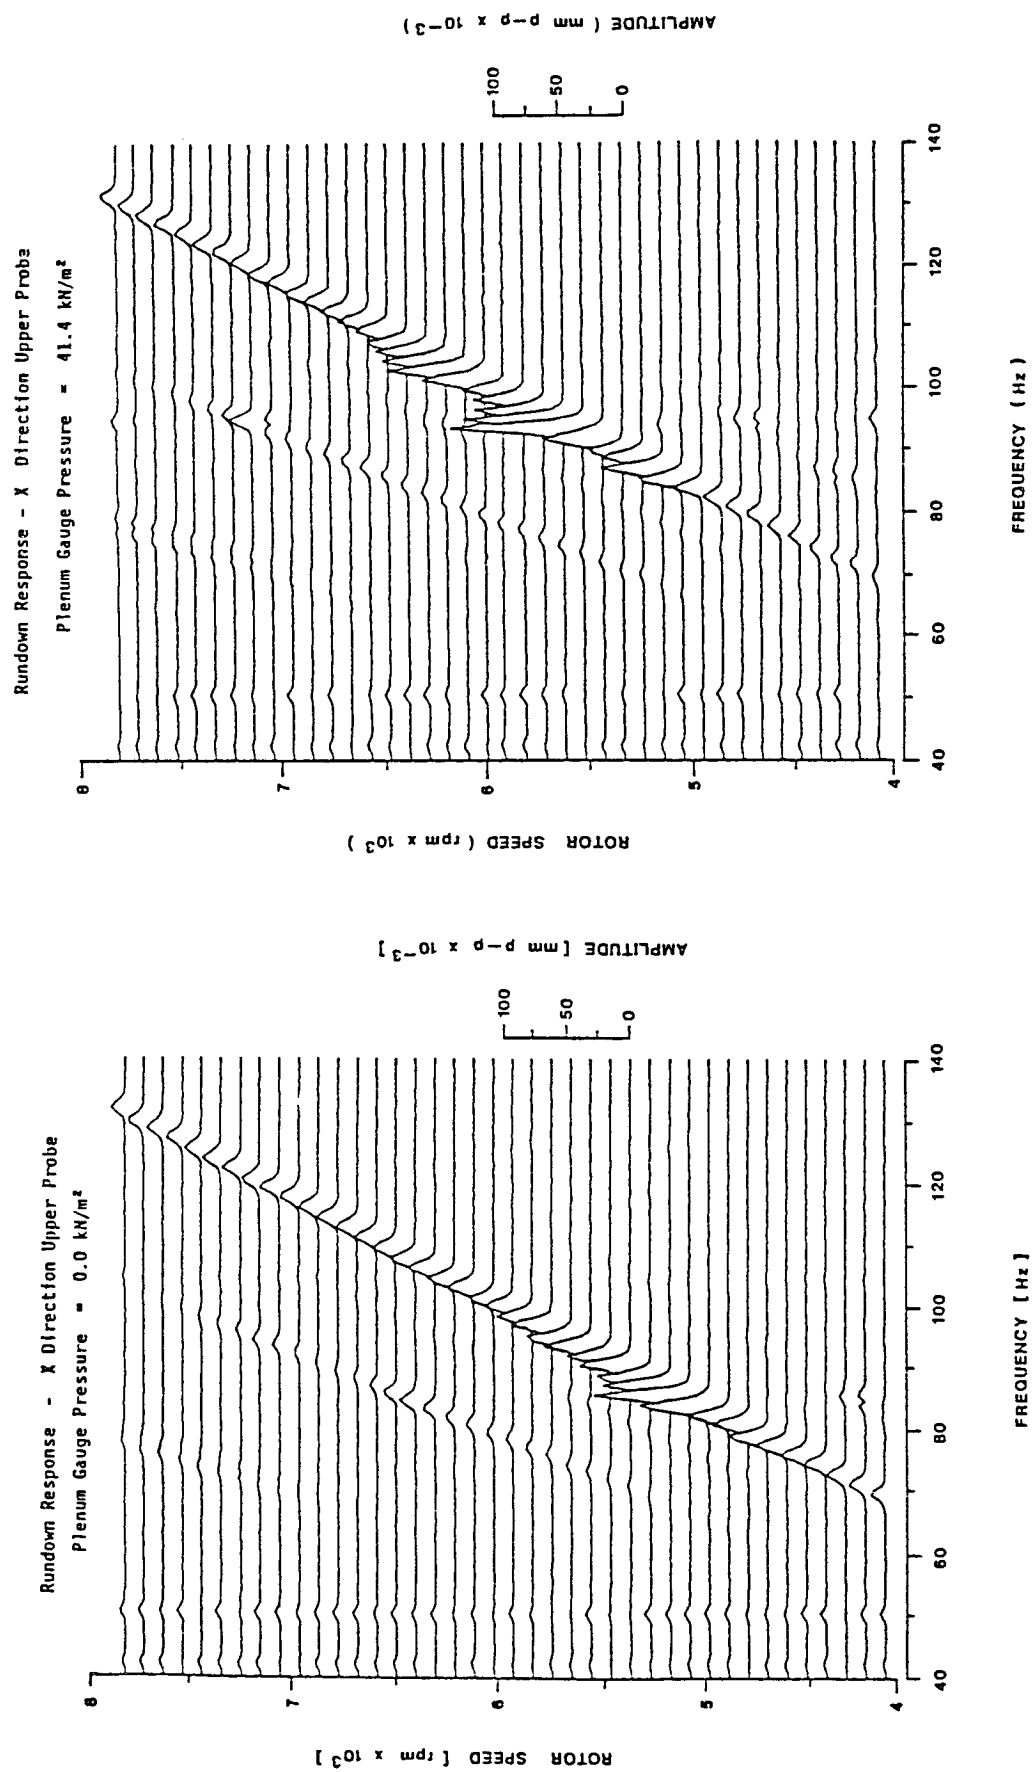 Rundown Response - X Direction Upper Probe
Plenum Gauge Pressure = 0.0 kN/m²
ROTOR SPEED [ rpm x 10³ ]
8
7
6
5
4
40 60 80 100 120 140
FREQUENCY [ Hz ]
100
50
0
AMPLITUDE [ mm p-p x 10⁻³ ]
Rundown Response - X Direction Upper Probe
Plenum Gauge Pressure = 41.4 kN/m²
ROTOR SPEED ( rpm x 10³ )
8
7
6
5
4
40 60 80 100 120 140
FREQUENCY ( Hz )
100
50
0
AMPLITUDE ( mm p-p x 10⁻³ )